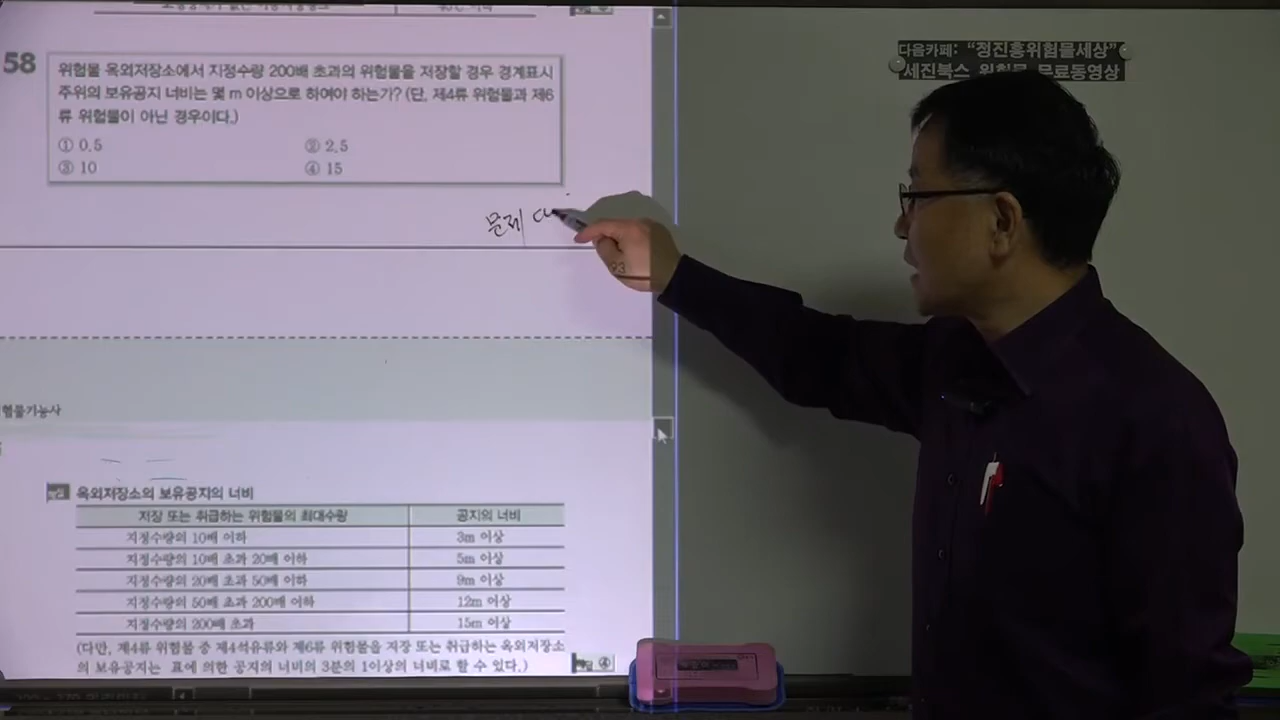 58
위험물 옥외저장소에서 지정수량 200배 초과의 위험물을 저장할 경우 경계표시
주위의 보유공지 너비는 몇 m 이상으로 하여야 하는가? (단, 제4류 위험물과 제6
류 위험물이 아닌 경우이다.)
① 0.5 ② 2.5
③ 10 ④ 15
다음카페: "정진홍위험물세상"
세진북스 위험물 무료동영상
문제
험물기능사
옥외저장소의 보유공지의 너비
저장 또는 취급하는 위험물의 최대수량 공지의 너비
지정수량의 10배 이하 3m 이상
지정수량의 10배 초과 20배 이하 5m 이상
지정수량의 20배 초과 50배 이하 9m 이상
지정수량의 50배 초과 200배 이하 12m 이상
지정수량의 200배 초과 15m 이상
(다만, 제4류 위험물 중 제4석유류와 제6류 위험물을 저장 또는 취급하는 옥외저장소
의 보유공지는 표에 의한 공지의 너비의 3분의 1이상의 너비로 할 수 있다.)
④